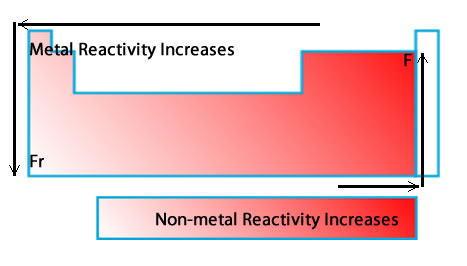 Metal Reactivity Increases
F
Fr
Non-metal Reactivity Increases